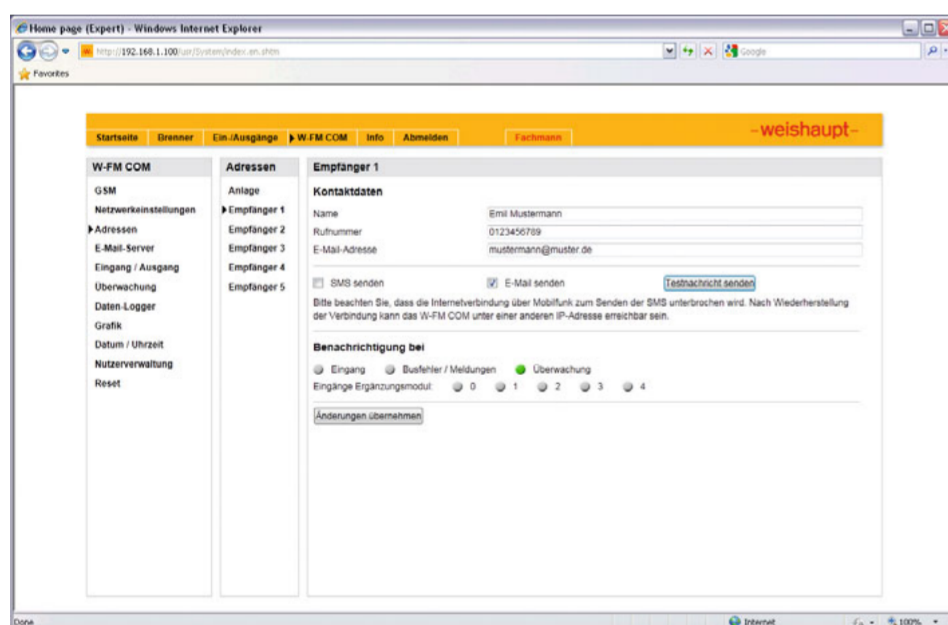 Home page (Expert) - Windows Internet Explorer
http://192.168.1.100/usr/System/index.en.shtm
Google
Favorites
Startseite Brenner Ein-/Ausgänge W-FM COM Info Abmelden Fachmann
-weishaupt-
W-FM COM
GSM
Netzwerkeinstellungen
Adressen
E-Mail-Server
Eingang / Ausgang
Überwachung
Daten-Logger
Grafik
Datum / Uhrzeit
Nutzerverwaltung
Reset
Adressen
Anlage
Empfänger 1
Empfänger 2
Empfänger 3
Empfänger 4
Empfänger 5
Empfänger 1
Kontaktdaten
Name Emil Mustermann
Rufnummer 0123456789
E-Mail-Adresse mustermann@muster.de
SMS senden E-Mail senden Testnachricht senden
Bitte beachten Sie, dass die Internetverbindung über Mobilfunk zum Senden der SMS unterbrochen wird. Nach Wiederherstellung
der Verbindung kann das W-FM COM unter einer anderen IP-Adresse erreichbar sein.
Benachrichtigung bei
Eingang Busfehler / Meldungen Überwachung
Eingänge Ergänzungsmodul: 0 1 2 3 4
Änderungen übernehmen
Done Internet 100%